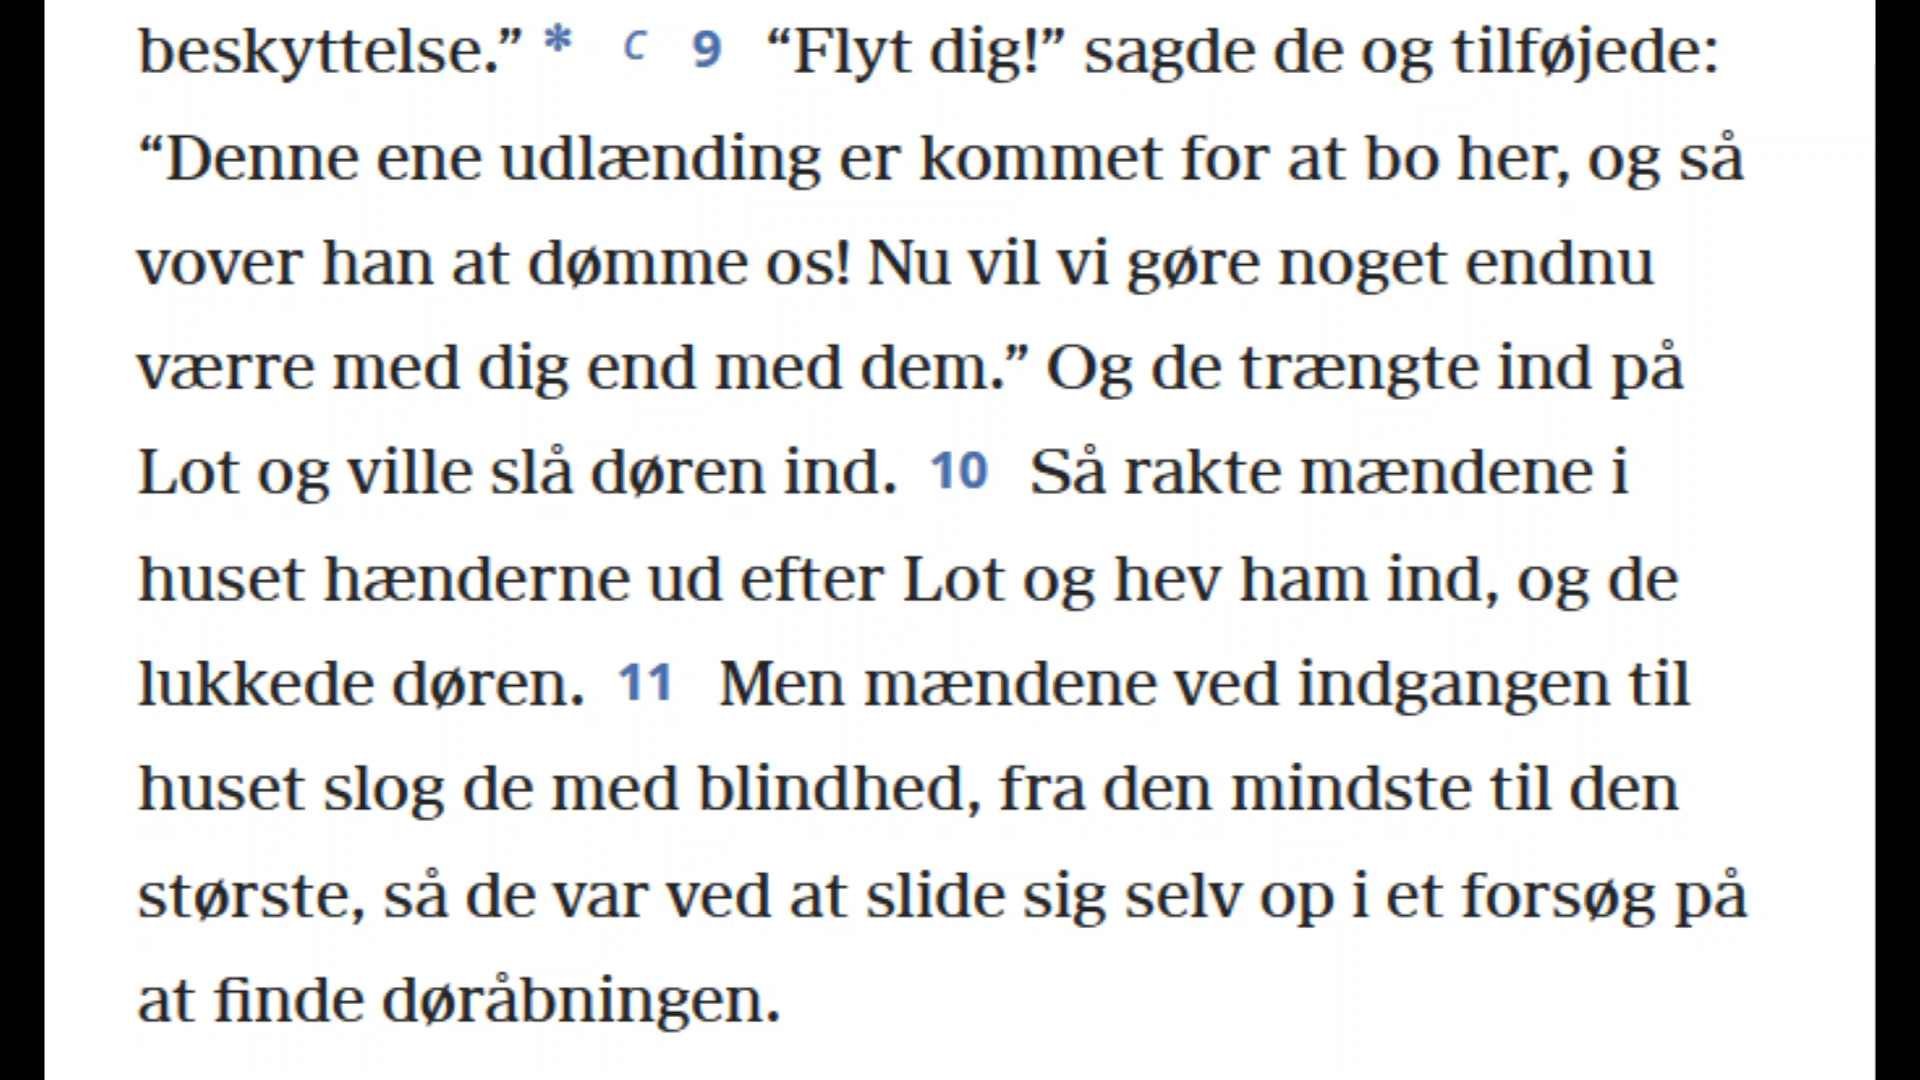 beskyttelse.” * C 9 “Flyt dig!” sagde de og tilføjede:
“Denne ene udlænding er kommet for at bo her, og så
vover han at dømme os! Nu vil vi gøre noget endnu
værre med dig end med dem.” Og de trængte ind på
Lot og ville slå døren ind. 10 Så rakte mændene i
huset hænderne ud efter Lot og hev ham ind, og de
lukkede døren. 11 Men mændene ved indgangen til
huset slog de med blindhed, fra den mindste til den
største, så de var ved at slide sig selv op i et forsøg på
at finde døråbningen.